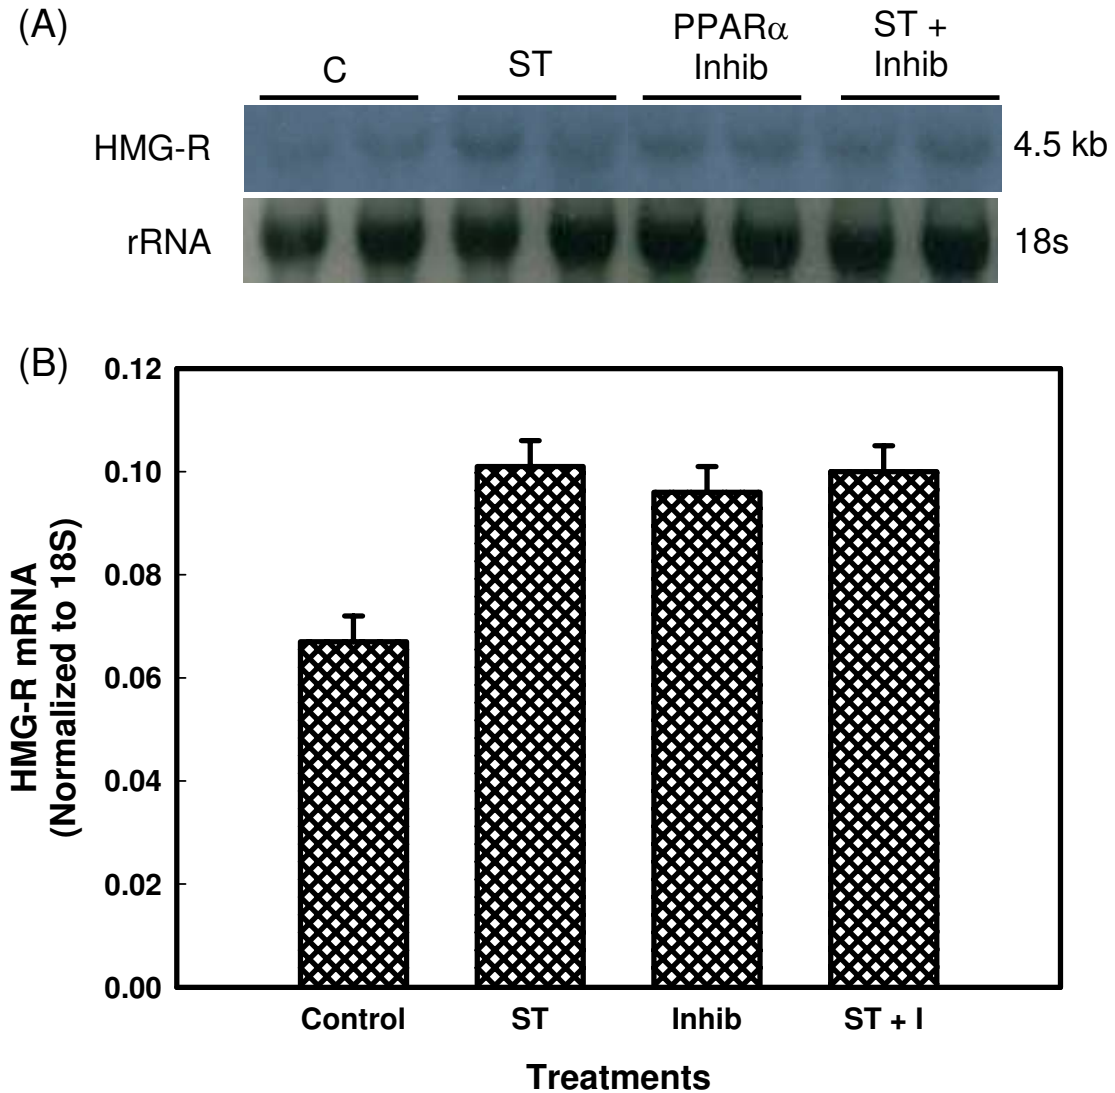 (A)
C
ST
PPARα
Inhib
ST +
Inhib
HMG-R
4.5 kb
rRNA
18s
(B)
0.12
0.10
0.08
0.06
0.04
0.02
0.00
HMG-R mRNA
(Normalized to 18S)
Control
ST
Inhib
ST + I
Treatments